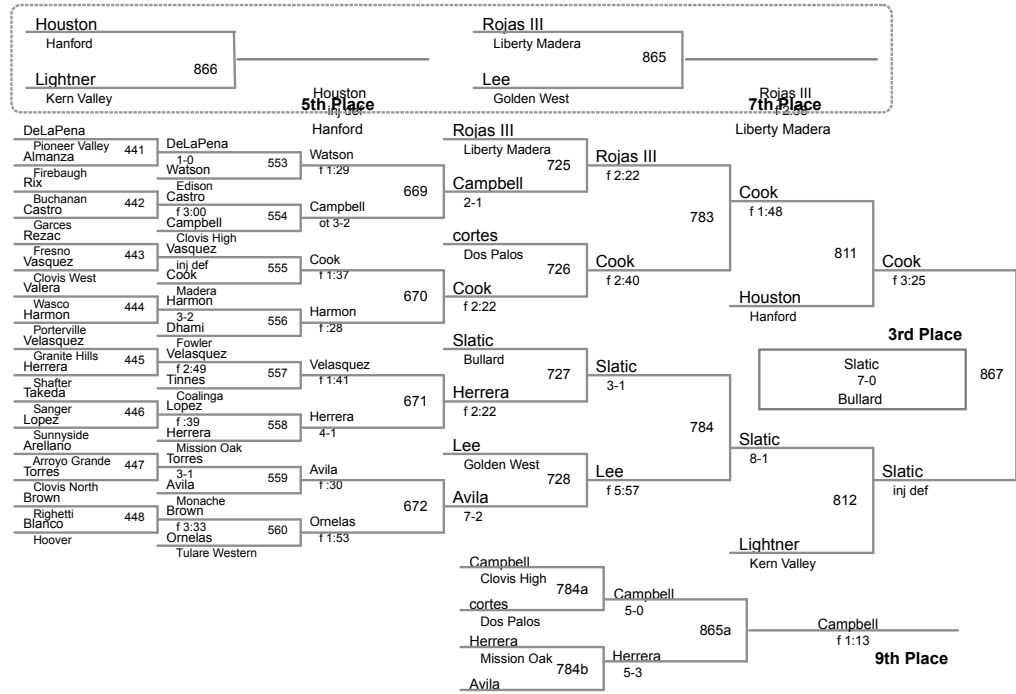 Houston
Hanford
866
Lightner
Kern Valley
5th Place
Houston
inj def
Hanford
Rojas III
Liberty Madera
865
Lee
Golden West
7th Place
Rojas III
f 2:59
Liberty Madera
DeLaPena
Pioneer Valley
441
Almanza
Firebaugh
Rix
Buchanan
442
Castro
Garces
Rezac
Fresno
443
Vasquez
Clovis West
Valera
Wasco
444
Harmon
Porterville
Velasquez
Granite Hills
445
Herrera
Shafter
Takeda
Sanger
446
Lopez
Sunnyside
Arellano
Arroyo Grande
447
Torres
Clovis North
Brown
Righetti
448
Blanco
Hoover
DeLaPena
1-0
553
Watson
Edison
Castro
f 3:00
554
Campbell
Clovis High
Vasquez
inj def
555
Cook
Madera
Harmon
3-2
556
Dhami
Fowler
Velasquez
f 2:49
557
Tinnes
Coalinga
Lopez
f :39
558
Herrera
Mission Oak
Torres
3-1
559
Avila
Monache
Brown
f 3:33
560
Ornelas
Tulare Western
Watson
f 1:29
669
Campbell
ot 3-2
Cook
f 1:37
670
Harmon
f :28
Velasquez
f 1:41
671
Herrera
4-1
Avila
f :30
672
Ornelas
f 1:53
Rojas III
Liberty Madera
725
Campbell
2-1
cortes
Dos Palos
726
Cook
f 2:22
Slatic
Bullard
727
Herrera
f 2:22
Lee
Golden West
728
Avila
7-2
Rojas III
f 2:22
783
Cook
f 2:40
Slatic
3-1
784
Lee
f 5:57
Cook
f 1:48
811
Houston
Hanford
Slatic
8-1
812
Lightner
Kern Valley
Cook
f 3:25
3rd Place
Slatic
7-0
Bullard
867
Slatic
inj def
Campbell
Clovis High
784a
cortes
Dos Palos
Herrera
Mission Oak
784b
Avila
Campbell
5-0
865a
Herrera
5-3
Campbell
f 1:13
9th Place